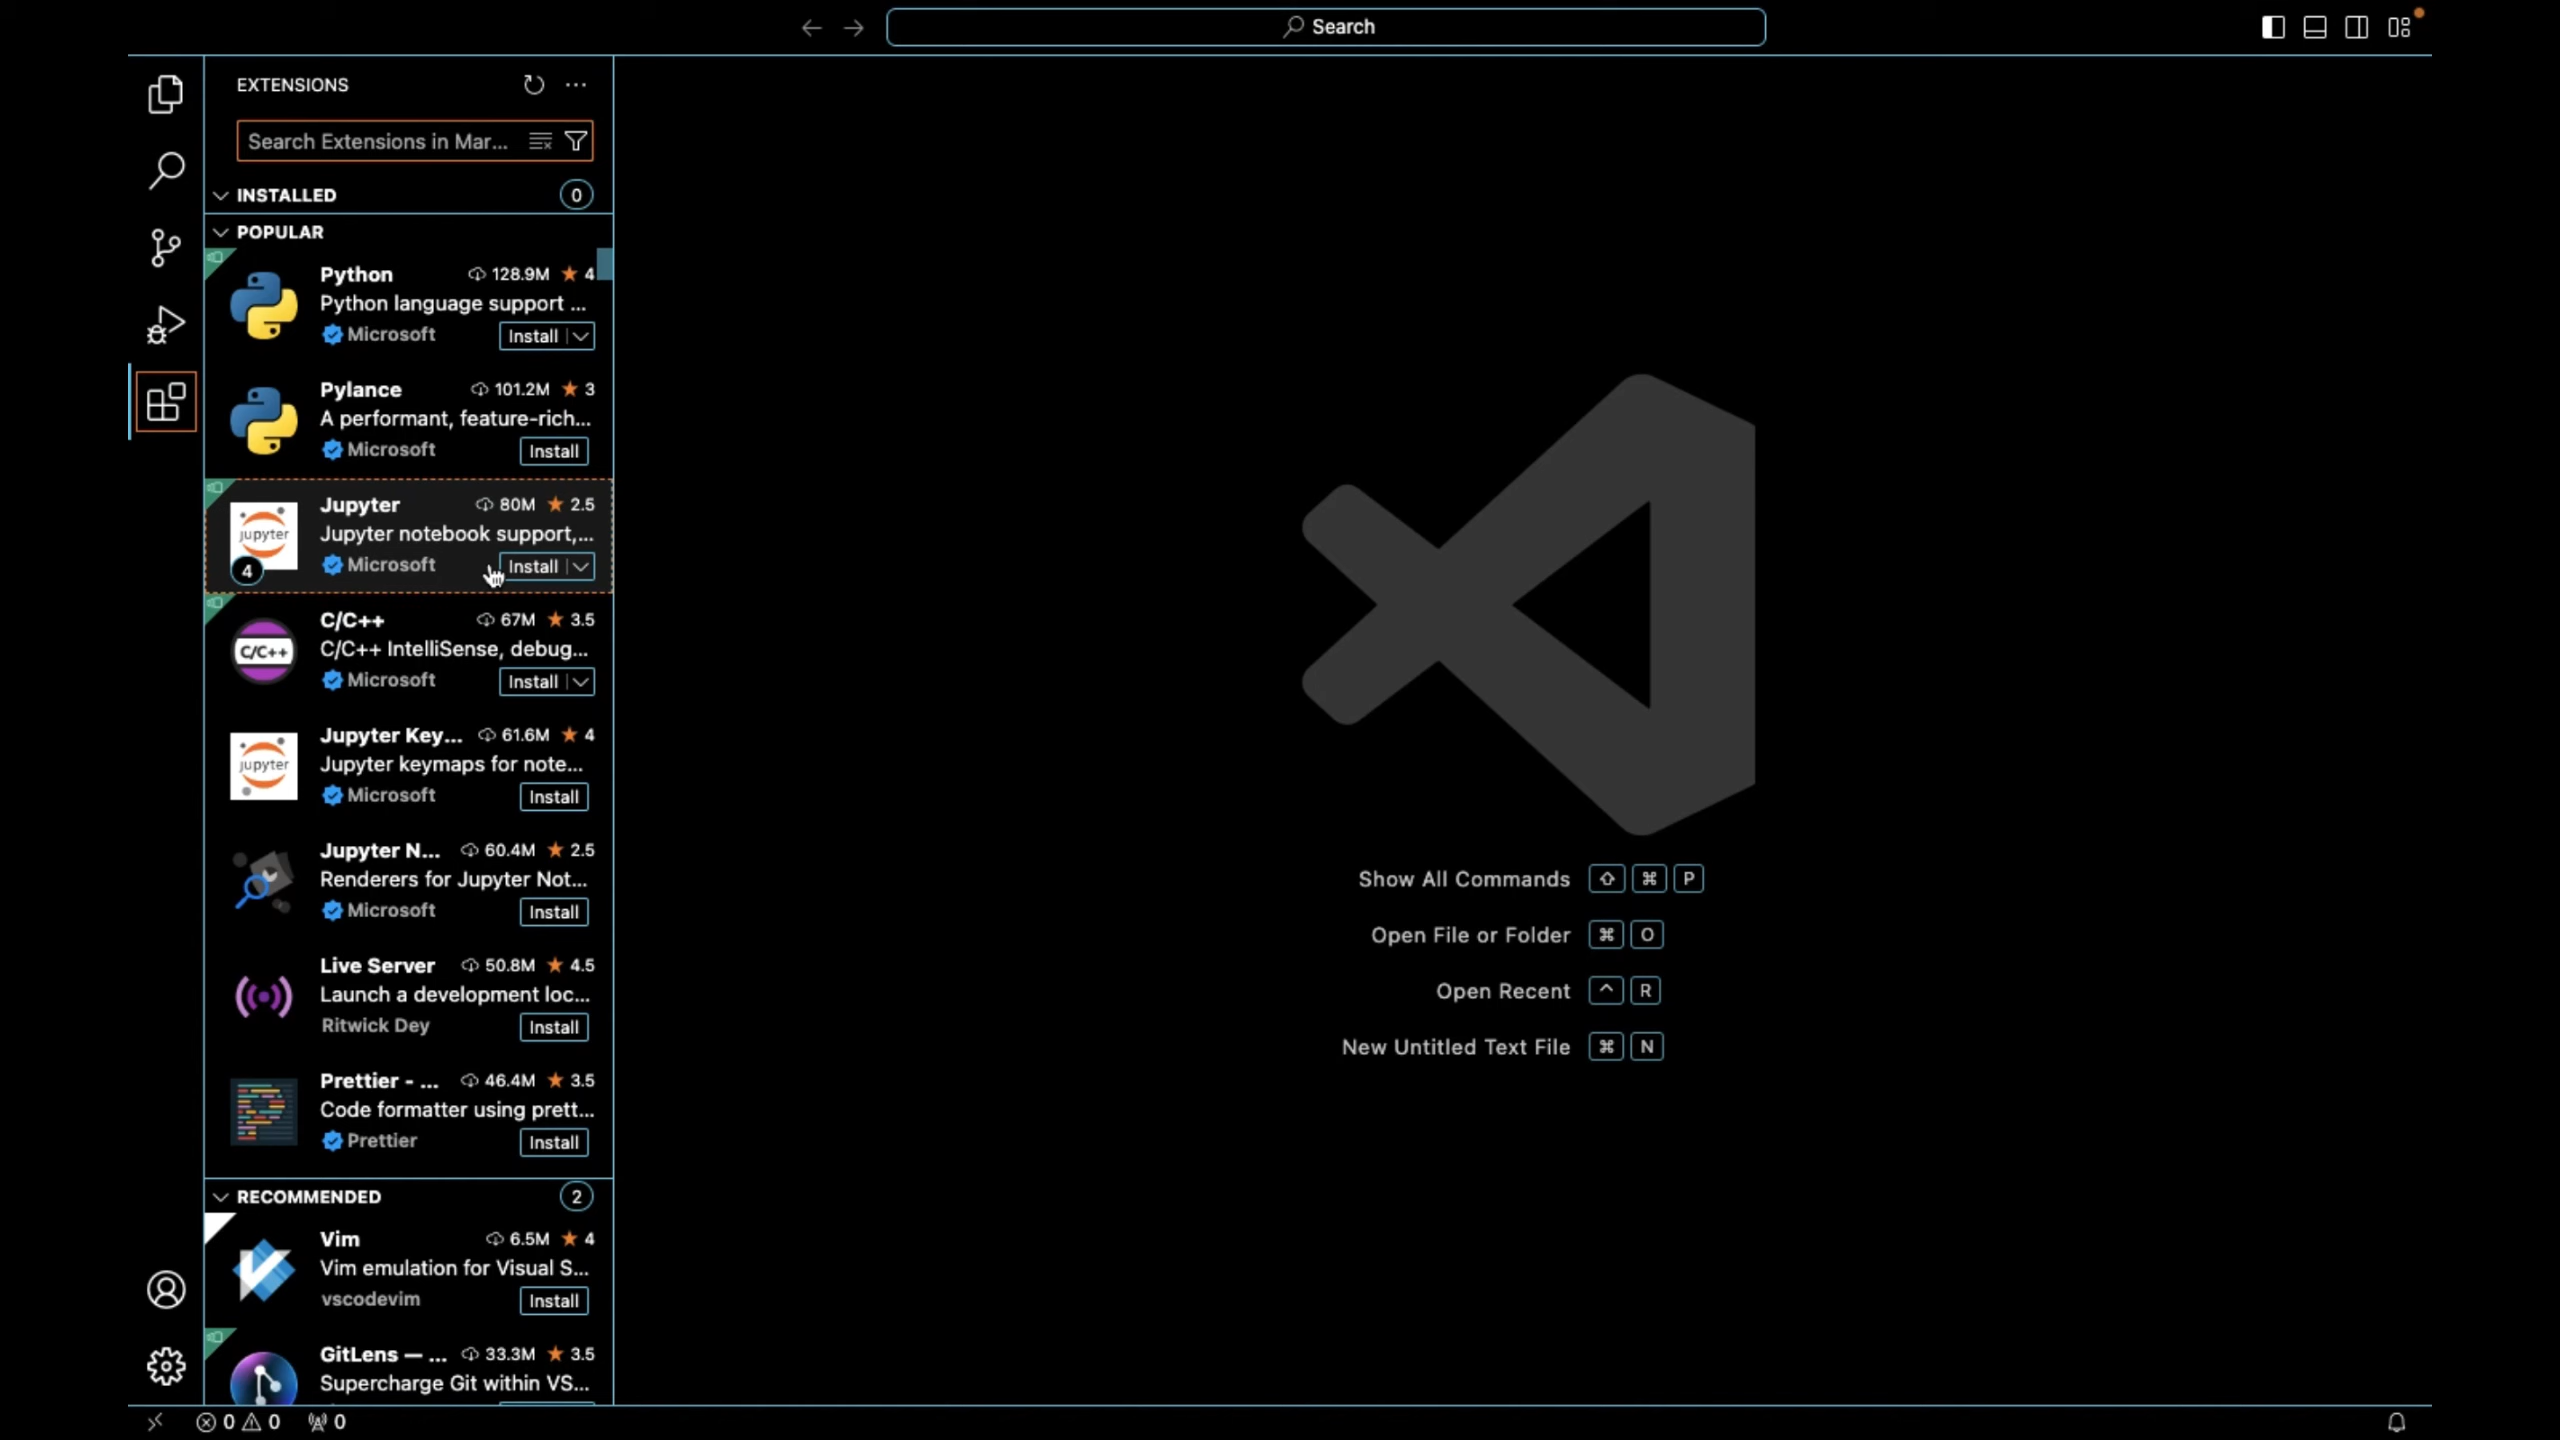 Search
EXTENSIONS
Search Extensions in Mar...
INSTALLED 0
POPULAR
Python 128.9M ★ 4
Python language support ...
Microsoft Install
Pylance 101.2M ★ 3
A performant, feature-rich...
Microsoft Install
Jupyter 80M ★ 2.5
Jupyter notebook support,...
jupyter
4
Microsoft Install
C/C++ 67M ★ 3.5
C/C++ IntelliSense, debug...
C/C++
Microsoft Install
Jupyter Key... 61.6M ★ 4
Jupyter keymaps for note...
jupyter
Microsoft Install
Jupyter N... 60.4M ★ 2.5
Renderers for Jupyter Not...
Microsoft Install
Live Server 50.8M ★ 4.5
Launch a development loc...
Ritwick Dey Install
Prettier - ... 46.4M ★ 3.5
Code formatter using prett...
Prettier Install
RECOMMENDED 2
Vim 6.5M ★ 4
Vim emulation for Visual S...
vscodevim Install
GitLens — ... 33.3M ★ 3.5
Supercharge Git within VS...
Show All Commands ⇧ ⌘ P
Open File or Folder ⌘ O
Open Recent ^ R
New Untitled Text File ⌘ N
0 0 0